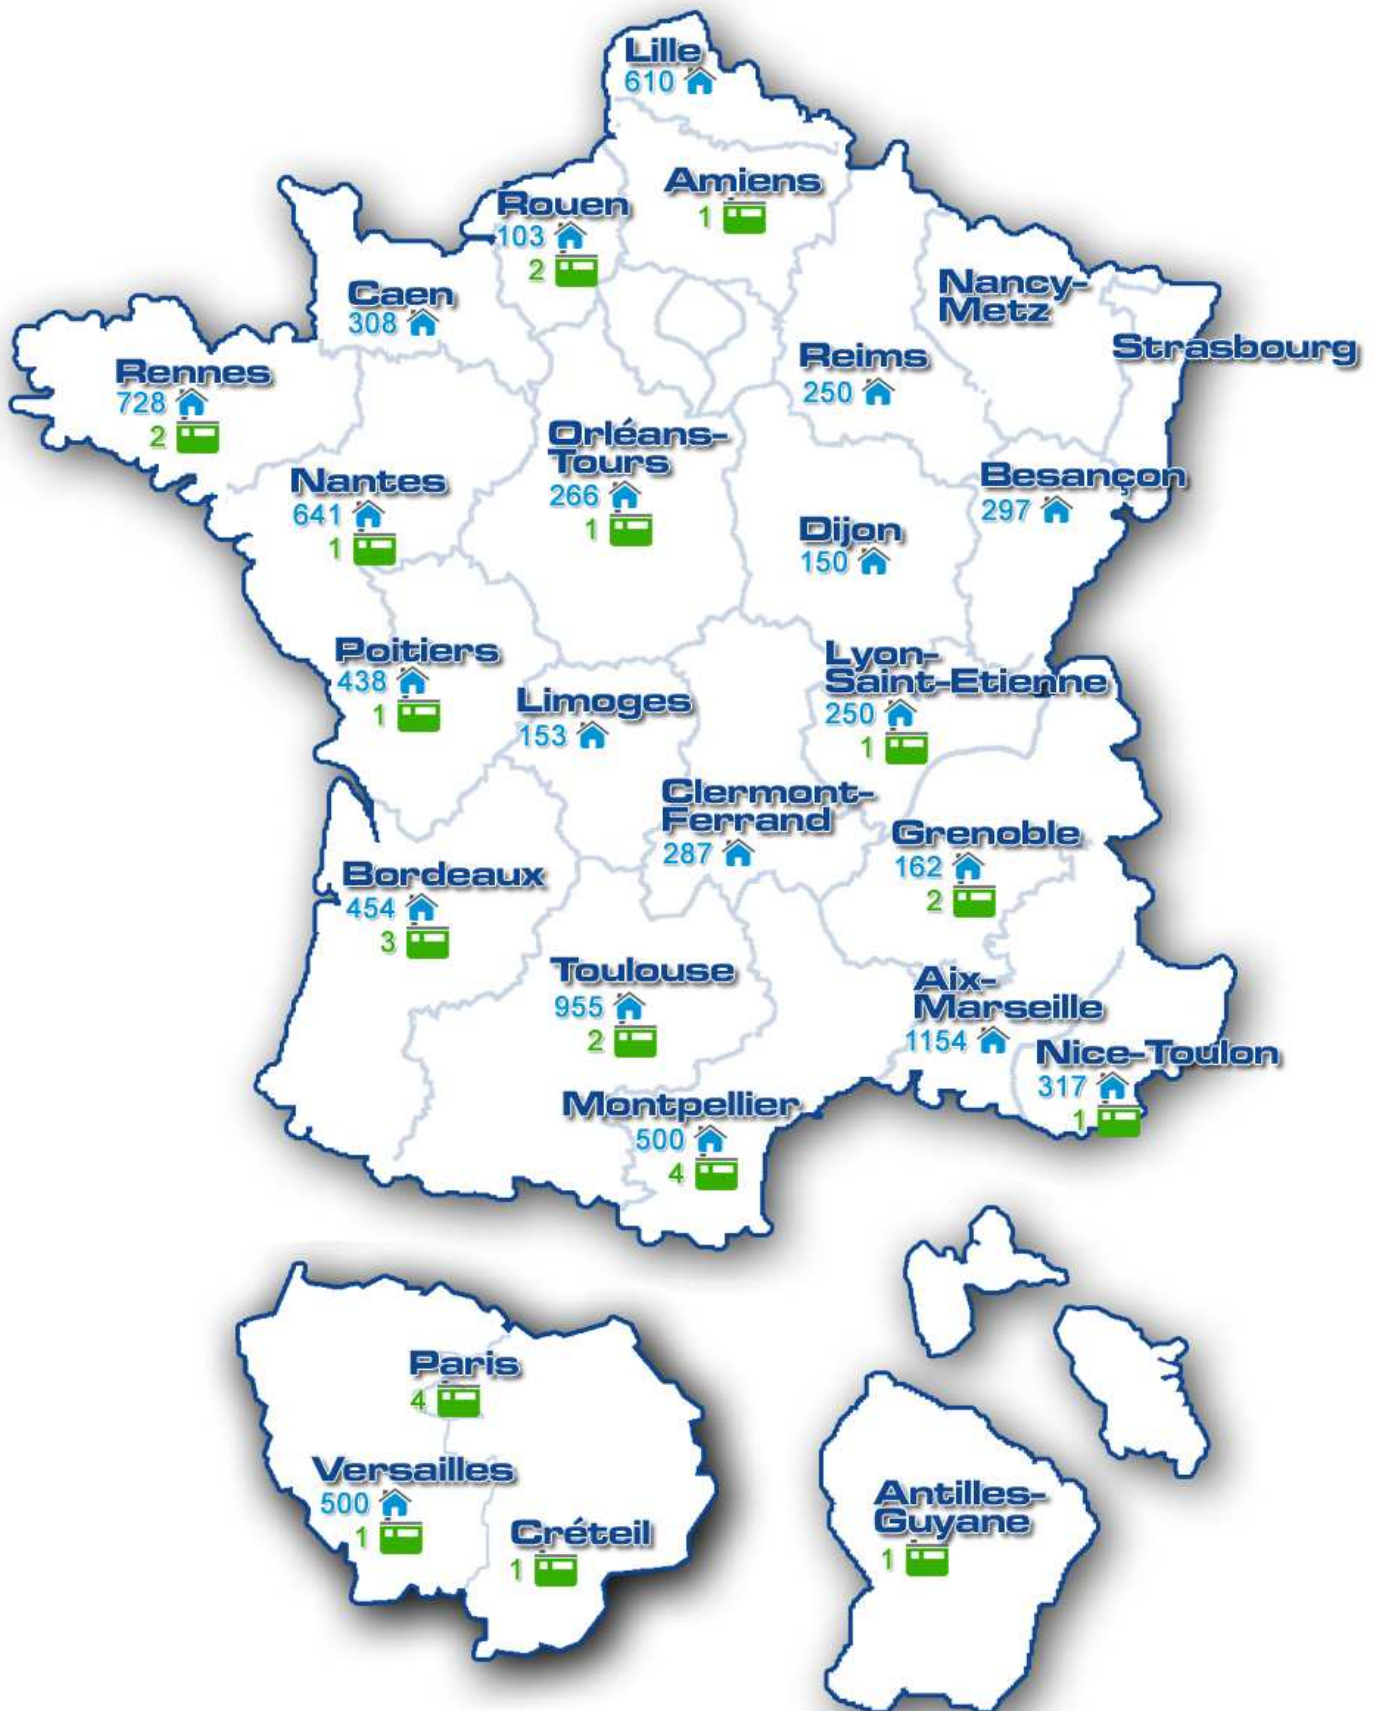 Lille
610
Amiens
1
Rouen
103
2
Caen
308
Nancy-
Metz
Strasbourg
Reims
250
Rennes
728
2
Orléans-
Tours
266
1
Nantes
641
1
Besançon
297
Dijon
150
Poitiers
438
1
Limoges
153
Lyon-
Saint-Etienne
250
1
Clermont-
Ferrand
287
Grenoble
162
2
Bordeaux
454
3
Toulouse
955
2
Aix-
Marseille
1154
Nice-Toulon
317
1
Montpellier
500
4
Paris
4
Versailles
500
1
Créteil
1
Antilles-
Guyane
1